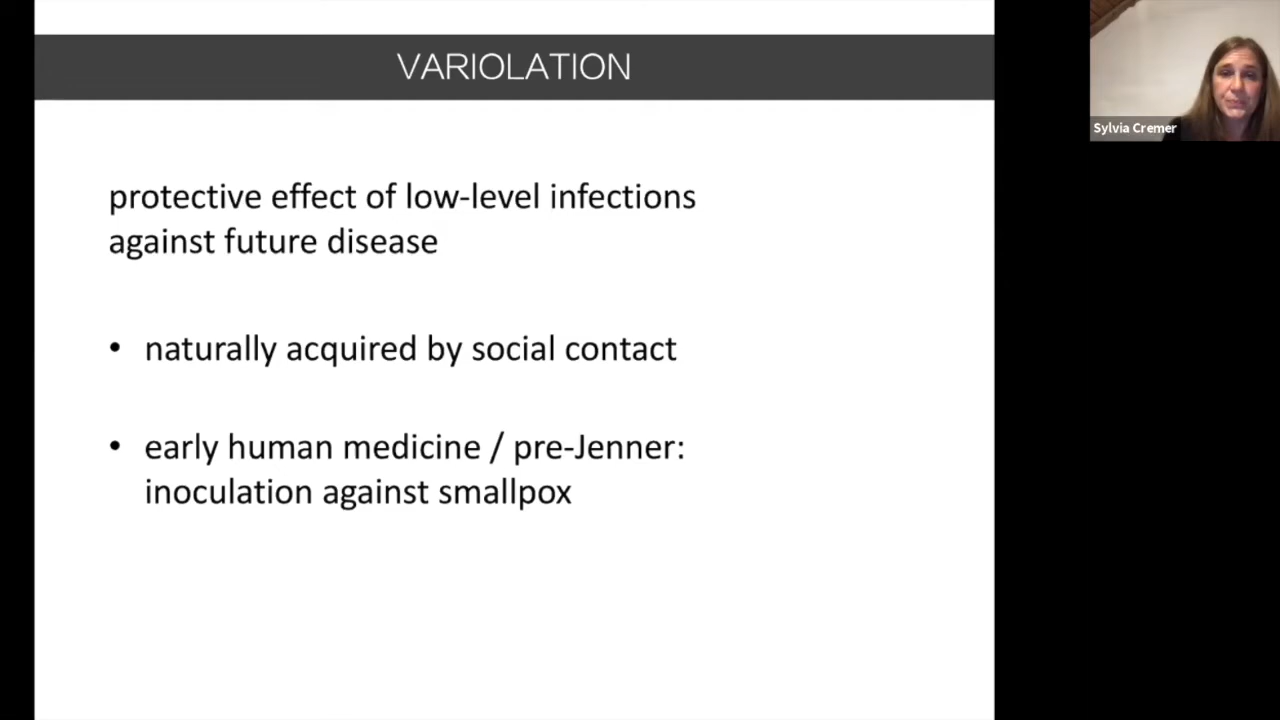 VARIOLATION
Sylvia Cremer
protective effect of low-level infections
against future disease
• naturally acquired by social contact
• early human medicine / pre-Jenner:
inoculation against smallpox